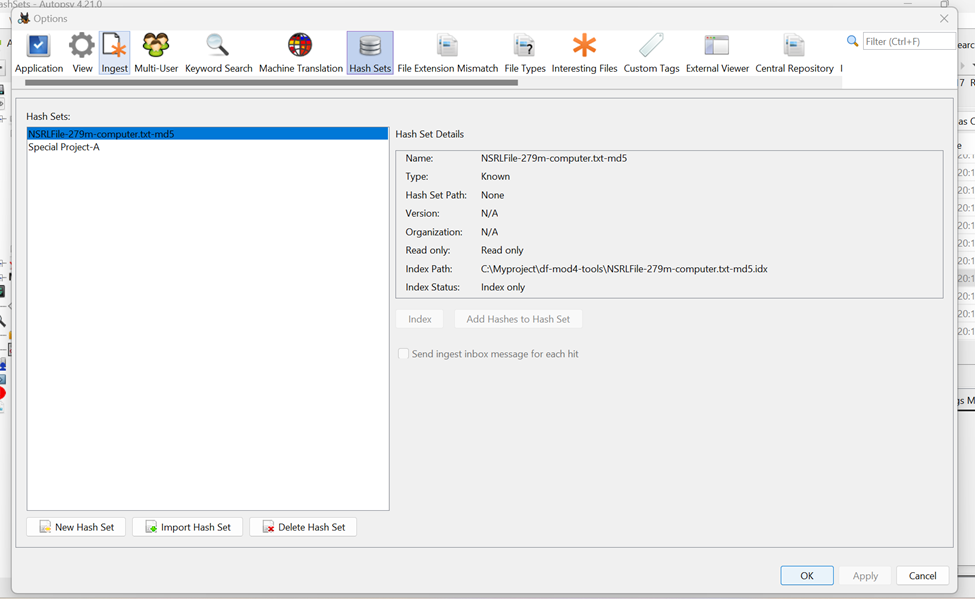 ashSets - Autopsy 4.21.0
Options
Application View Ingest Multi-User Keyword Search Machine Translation Hash Sets File Extension Mismatch File Types Interesting Files Custom Tags External Viewer Central Repository I
Filter (Ctrl+F)
Hash Sets:
NSRLFile-279m-computer.txt-md5
Special Project-A
Hash Set Details
Name: NSRLFile-279m-computer.txt-md5
Type: Known
Hash Set Path: None
Version: N/A
Organization: N/A
Read only: Read only
Index Path: C:\Myproject\df-mod4-tools\NSRLFile-279m-computer.txt-md5.idx
Index Status: Index only
Index Add Hashes to Hash Set
Send ingest inbox message for each hit
New Hash Set Import Hash Set Delete Hash Set
OK Apply Cancel